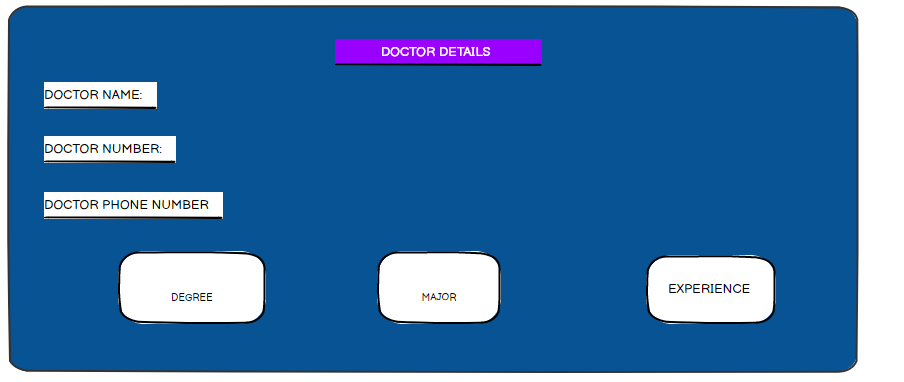 DOCTOR DETAILS
DOCTOR NAME:
DOCTOR NUMBER:
DOCTOR PHONE NUMBER
DEGREE
MAJOR
EXPERIENCE